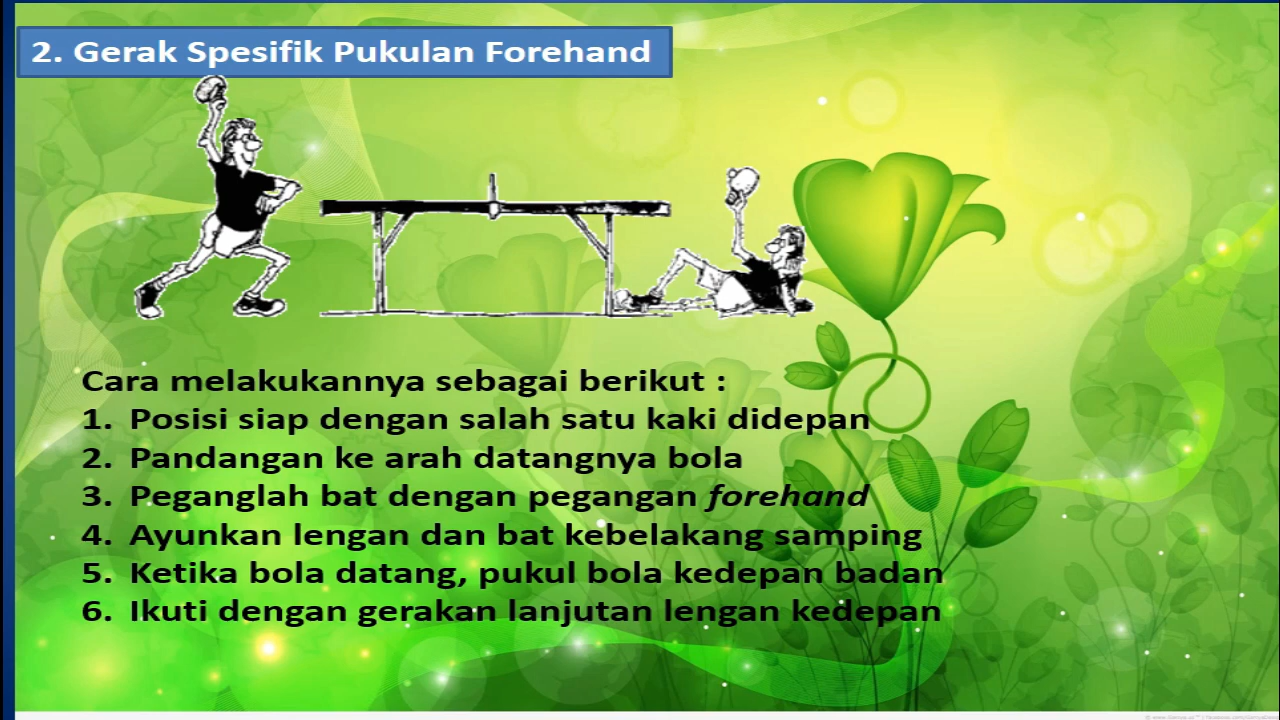 2. Gerak Spesifik Pukulan Forehand
Cara melakukannya sebagai berikut :
1. Posisi siap dengan salah satu kaki didepan
2. Pandangan ke arah datangnya bola
3. Peganglah bat dengan pegangan forehand
4. Ayunkan lengan dan bat kebelakang samping
5. Ketika bola datang, pukul bola kedepan badan
6. Ikuti dengan gerakan lanjutan lengan kedepan